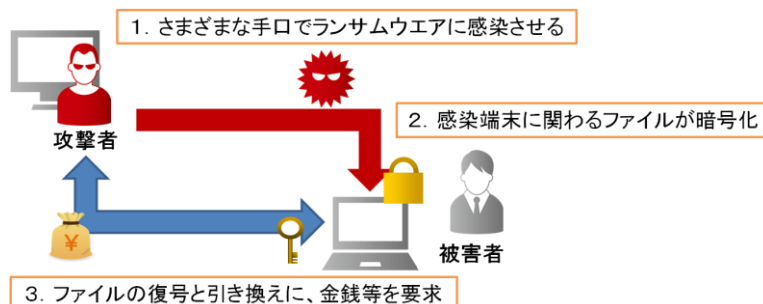 1. さまざまな手口でランサムウエアに感染させる
攻撃者
2. 感染端末に関わるファイルが暗号化
¥
被害者
3. ファイルの復号と引き換えに、金銭等を要求